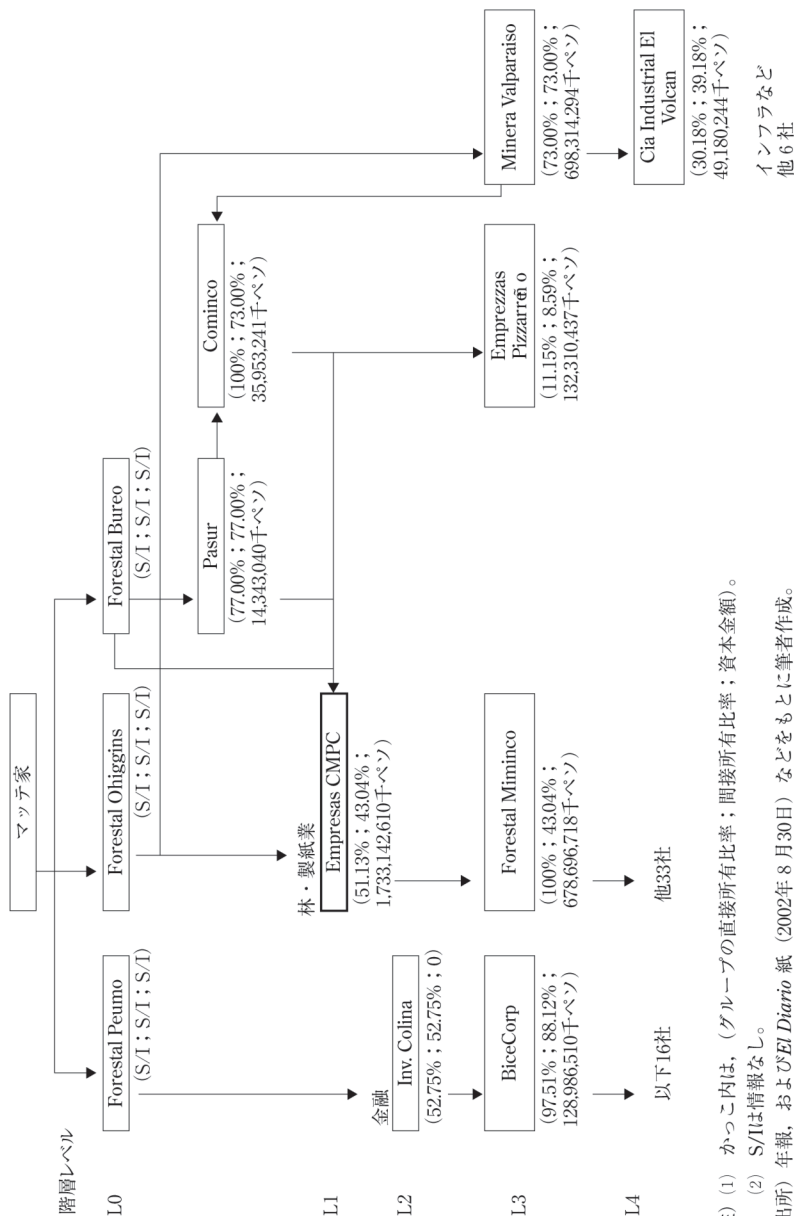 階層レベル
マッテ家
L0
Forestal Peumo
(S/I；S/I；S/I)
Forestal Ohiggins
(S/I；S/I；S/I)
Forestal Bureo
(S/I；S/I；S/I)
Pasur
(77.00%；77.00%；
14,343,040千ペソ)
Cominco
(100%；73.00%；
35,953,241千ペソ)
L1
林・製紙業
Empresas CMPC
(51.13%；43.04%；
1,733,142,610千ペソ)
L2
金融
Inv. Colina
(52.75%；52.75%；0)
L3
BiceCorp
(97.51%；88.12%；
128,986,510千ペソ)
Forestal Miminco
(100%；43.04%；
678,696,718千ペソ)
Emprezzas
Pizzarreño
(11.15%；8.59%；
132,310,437千ペソ)
Minera Valparaiso
(73.00%；73.00%；
698,314,294千ペソ)
L4
以下16社
他33社
Cia Industrial El
Volcan
(30.18%；39.18%；
49,180,244千ペソ)
インフラなど
他6社
(1) かっこ内は，(グループの直接所有比率；間接所有比率；資本金額)。
(2) S/Iは情報なし。
出所) 年報，およびEl Diario 紙（2002年8月30日）などをもとに筆者作成。